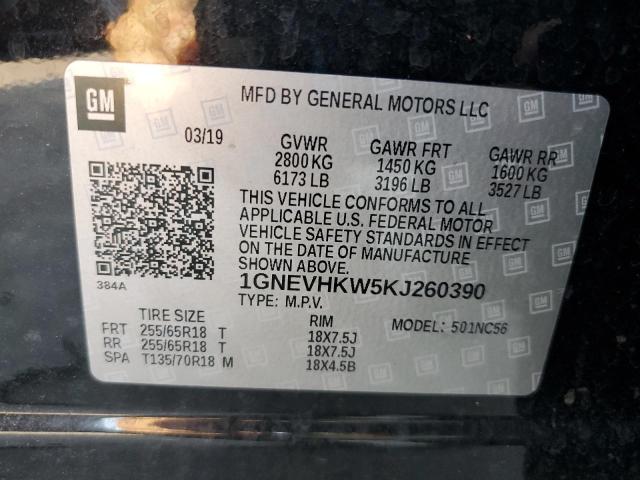 GM
MFD BY GENERAL MOTORS LLC
03/19
GVWR GAWR FRT GAWR RR
2800 KG 1450 KG 1600 KG
6173 LB 3196 LB 3527 LB
THIS VEHICLE CONFORMS TO ALL
APPLICABLE U.S. FEDERAL MOTOR
VEHICLE SAFETY STANDARDS IN EFFECT
ON THE DATE OF MANUFACTURE
SHOWN ABOVE.
384A
1GNEVHKW5KJ260390
TYPE: M.P.V.
TIRE SIZE RIM MODEL: 501NC56
FRT 255/65R18 T 18X7.5J
RR 255/65R18 T 18X7.5J
SPA T135/70R18 M 18X4.5B